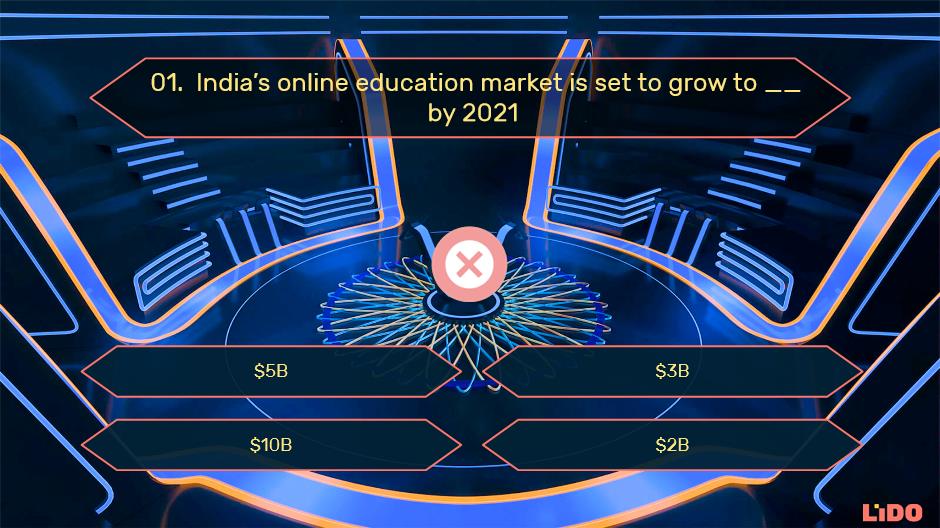 01. India's online education market is set to grow to __
by 2021
$5B
$3B
$10B
$2B
LiDO